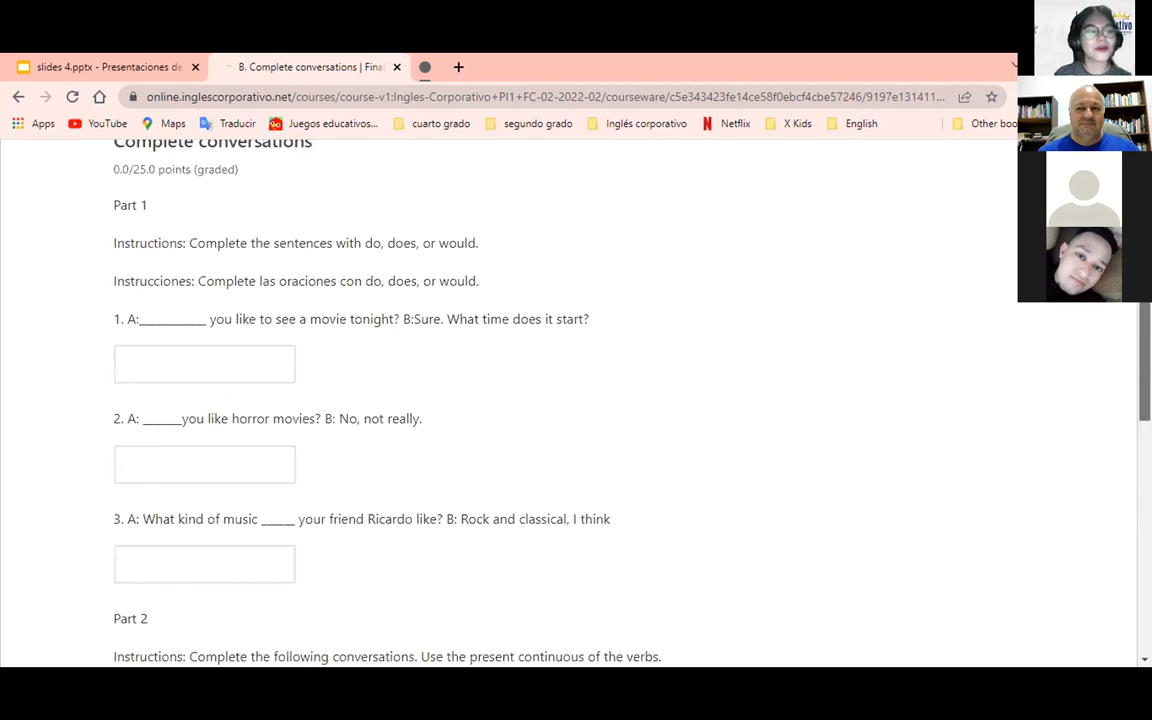 slides 4.pptx - Presentaciones de
B. Complete conversations | Final
online.inglescorporativo.net/courses/course-v1:Ingles-Corporativo+PI1+FC-02-2022-02/courseware/c5e343423fe14ce58f0ebcf4cbe57246/9197e131411...
Apps YouTube Maps Traducir Juegos educativos... cuarto grado segundo grado Inglés corporativo Netflix X Kids English Other boo
Complete conversations
0.0/25.0 points (graded)
Part 1
Instructions: Complete the sentences with do, does, or would.
Instrucciones: Complete las oraciones con do, does, or would.
1. A:____________ you like to see a movie tonight? B:Sure. What time does it start?
2. A: ______you like horror movies? B: No, not really.
3. A: What kind of music _____ your friend Ricardo like? B: Rock and classical, I think
Part 2
Instructions: Complete the following conversations. Use the present continuous of the verbs.